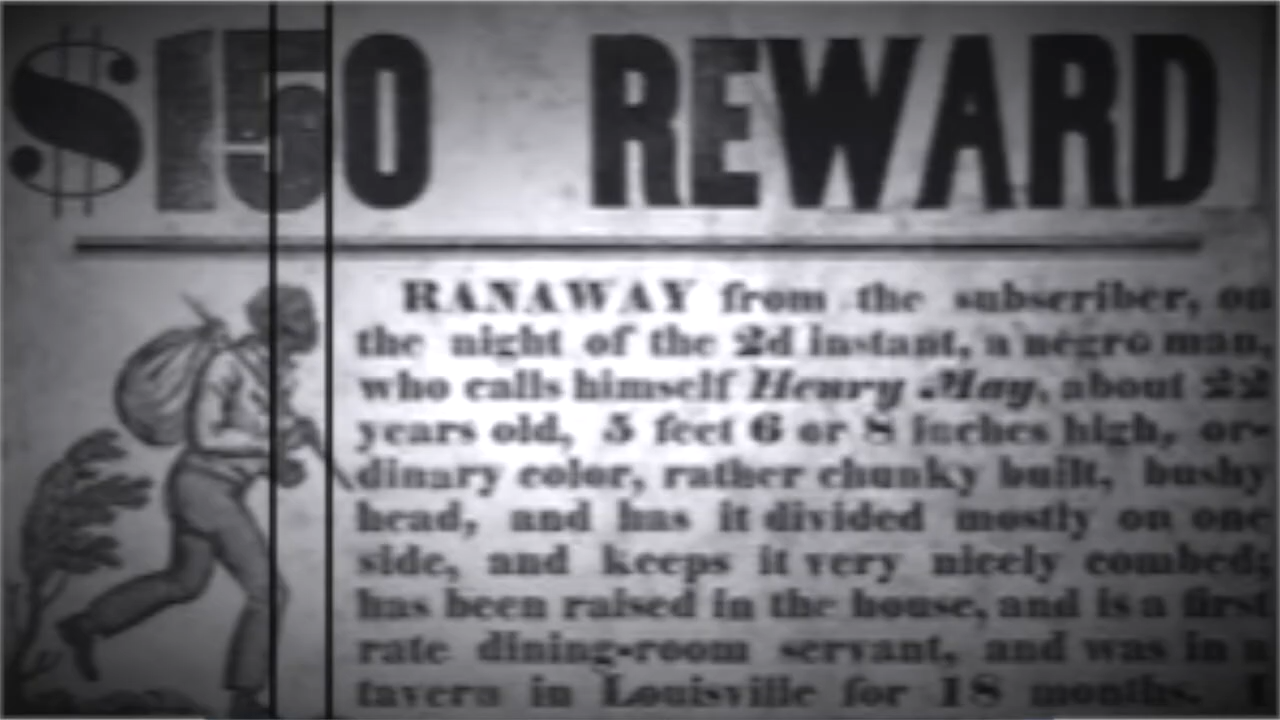 $150 REWARD
RANAWAY from the subscriber, on
the night of the 2d instant, a negro man,
who calls himself Henry May, about 22
years old, 5 feet 6 or 8 inches high, or-
dinary color, rather chunky built, bushy
head, and has it divided mostly on one
side, and keeps it very nicely combed;
has been raised in the house, and is a first
rate dining-room servant, and was in a
tavern in Louisville for 18 months. I